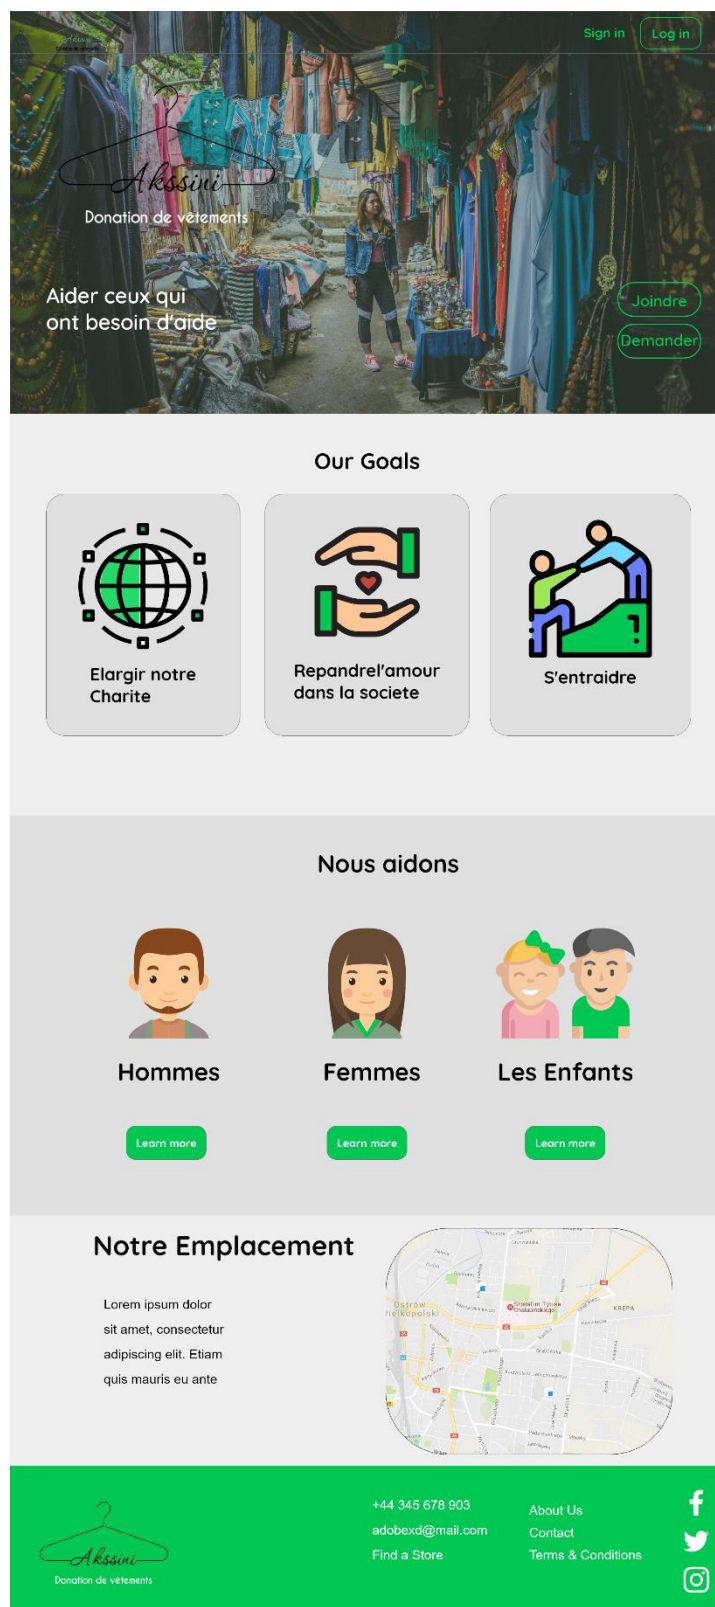 Sign in
Log in
Akssini
Donation de vêtements
Aider ceux qui
ont besoin d'aide
Joindre
Demander
Our Goals
Elargir notre
Charite
Repandrel'amour
dans la societe
S'entraidre
Nous aidons
Hommes
Femmes
Les Enfants
Learn more
Learn more
Learn more
Notre Emplacement
Lorem ipsum dolor
sit amet, consectetur
adipiscing elit. Etiam
quis mauris eu ante
KREPA
+44 345 678 903
adobexd@mail.com
Find a Store
About Us
Contact
Terms & Conditions
Akssini
Donation de vêtements